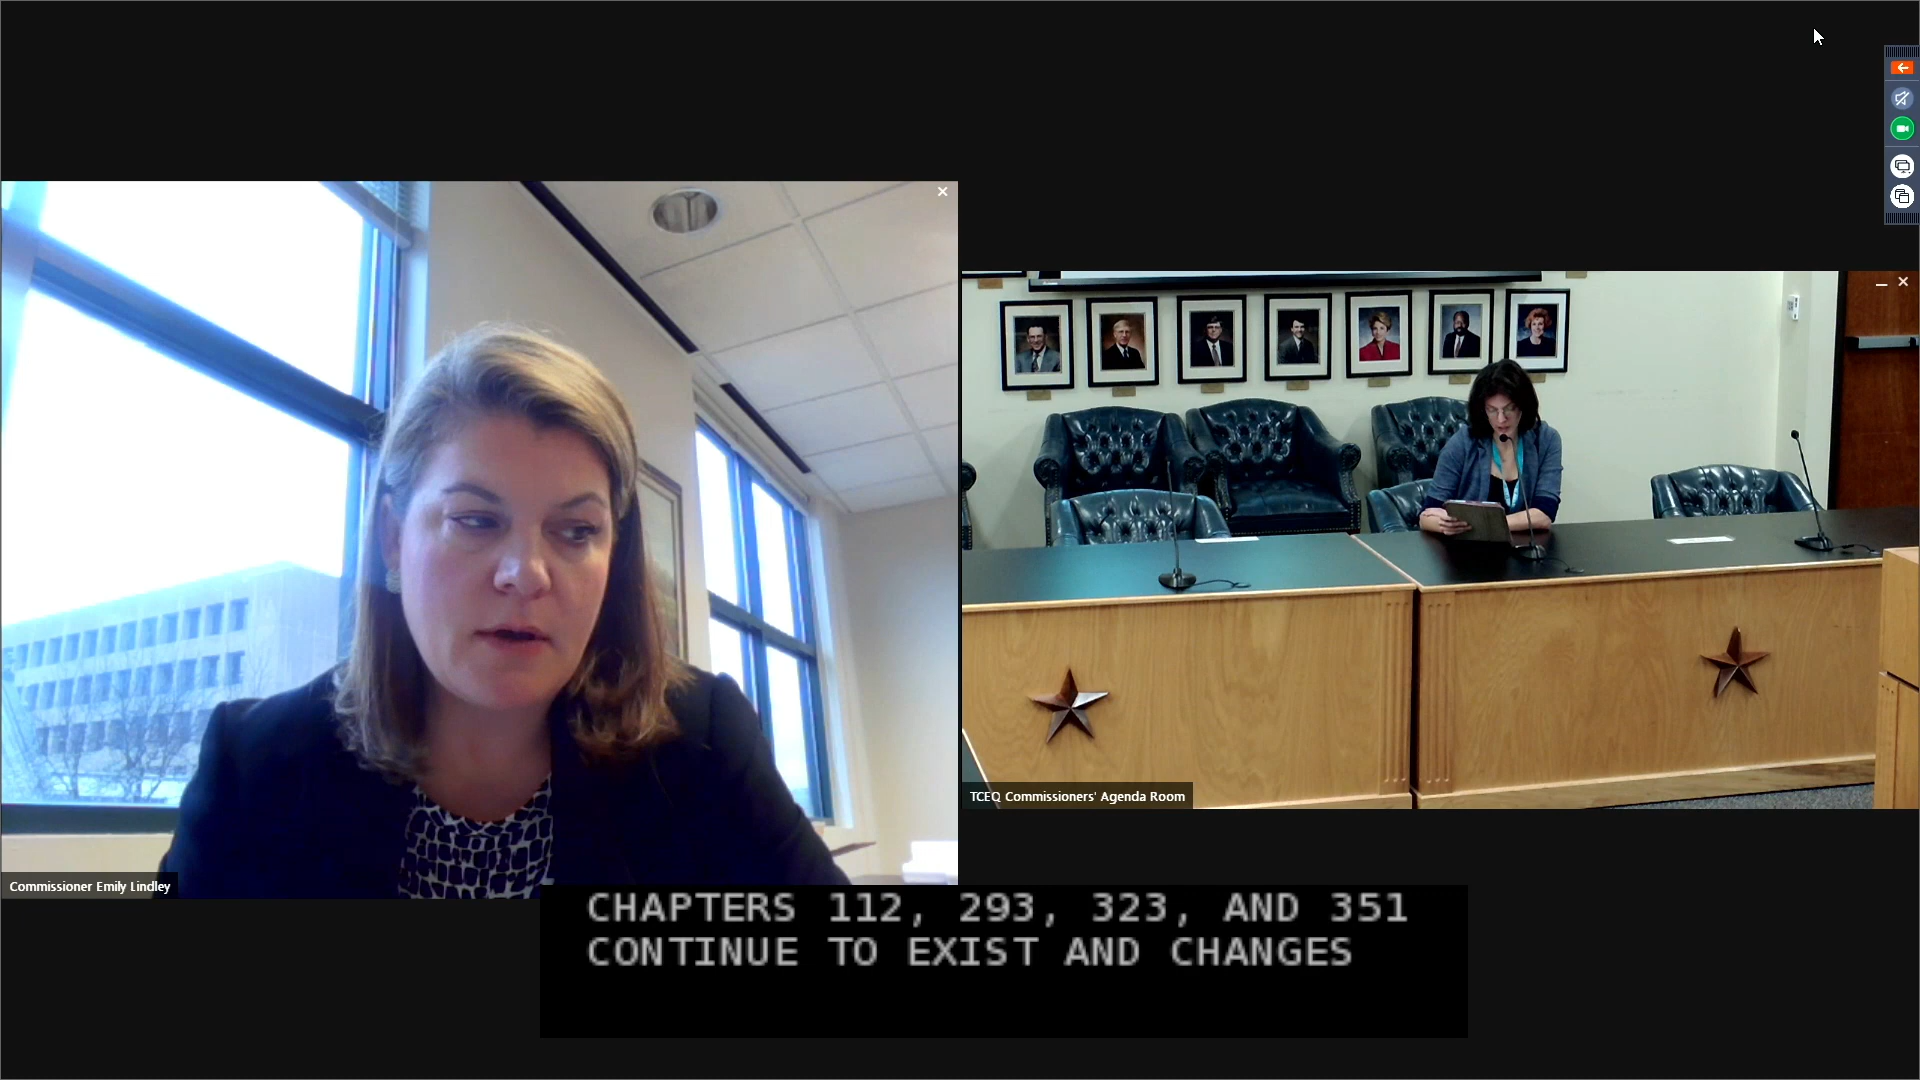 TCEQ Commissioners' Agenda Room
Commissioner Emily Lindley
CHAPTERS 112, 293, 323, AND 351
CONTINUE TO EXIST AND CHANGES